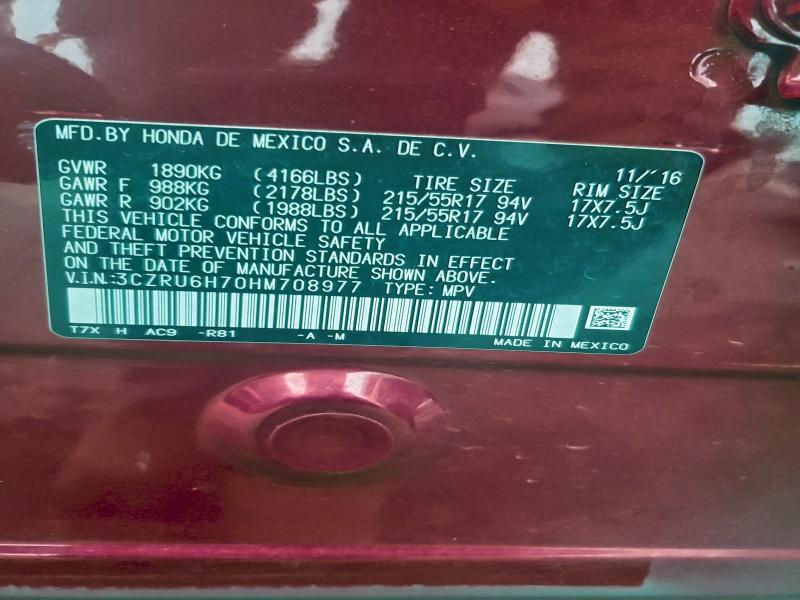 MFD.BY HONDA DE MEXICO S.A. DE C.V.
11/'16
GVWR 1890KG (4166LBS) TIRE SIZE RIM SIZE
GAWR F 988KG (2178LBS) 215/55R17 94V 17X7.5J
GAWR R 902KG (1988LBS) 215/55R17 94V 17X7.5J
THIS VEHICLE CONFORMS TO ALL APPLICABLE
FEDERAL MOTOR VEHICLE SAFETY
AND THEFT PREVENTION STANDARDS IN EFFECT
ON THE DATE OF MANUFACTURE SHOWN ABOVE.
V.I.N.:3CZRU6H70HM708977 TYPE: MPV
T7X H AC9 -R81 -A -M
MADE IN MEXICO